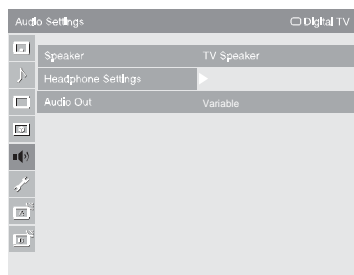 Audio Settings Digital TV
Speaker TV Speaker
Headphone Settings
Audio Out Variable